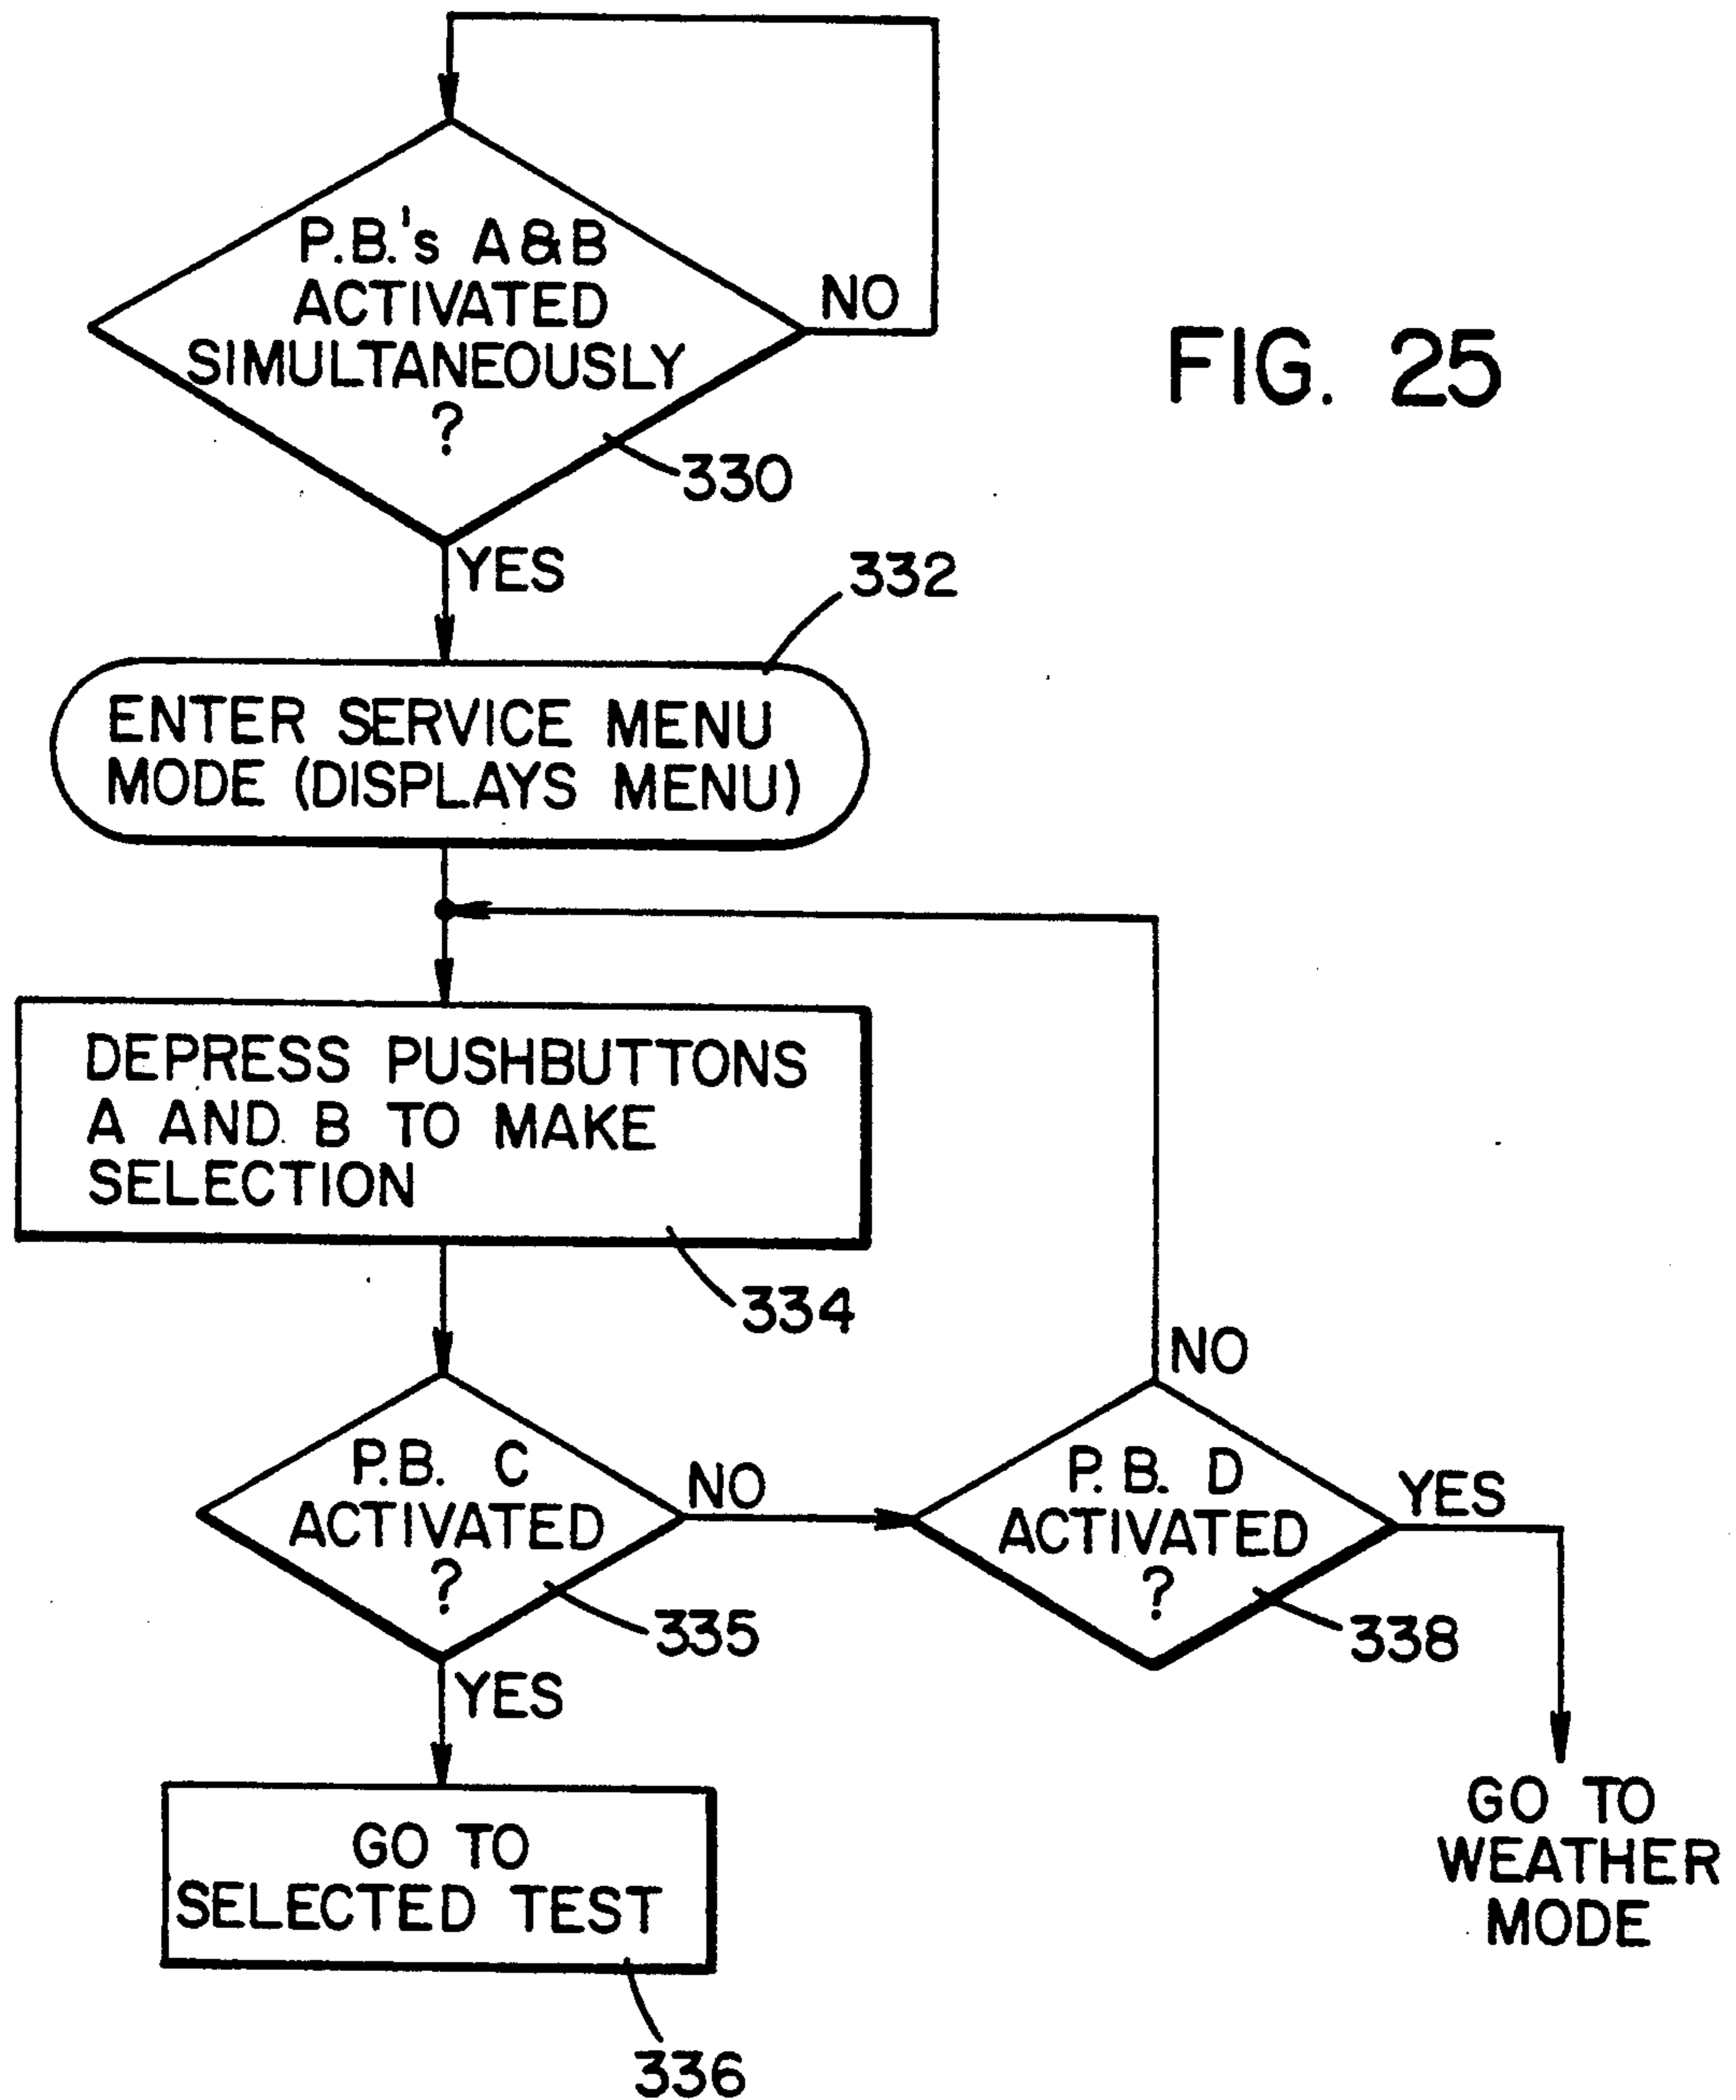 P.B.'s A&B
ACTIVATED
SIMULTANEOUSLY
?
NO
FIG. 25
330
YES
332
ENTER SERVICE MENU
MODE (DISPLAYS MENU)
DEPRESS PUSHBUTTONS
A AND B TO MAKE
SELECTION
334
NO
P.B. C
ACTIVATED
?
NO
P.B. D
ACTIVATED
?
YES
335
338
YES
GO TO
SELECTED TEST
GO TO
WEATHER
MODE
336